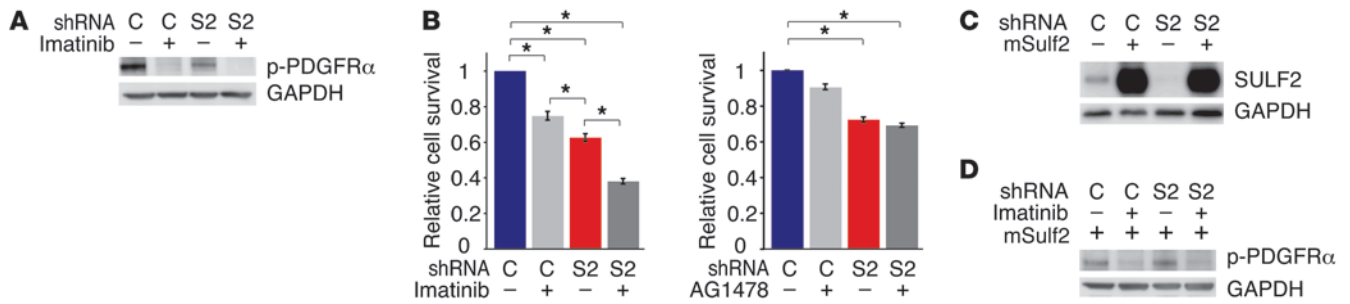 A
shRNA C C S2 S2
Imatinib – + – +
p-PDGFRα
GAPDH
B
* * * * *
Relative cell survival
1
0.8
0.6
0.4
0.2
0
shRNA C C S2 S2
Imatinib – + – +
* *
Relative cell survival
1
0.8
0.6
0.4
0.2
0
shRNA C C S2 S2
AG1478 – + – +
C
shRNA C C S2 S2
mSulf2 – + – +
SULF2
GAPDH
D
shRNA C C S2 S2
Imatinib – + – +
mSulf2 + + + +
p-PDGFRα
GAPDH